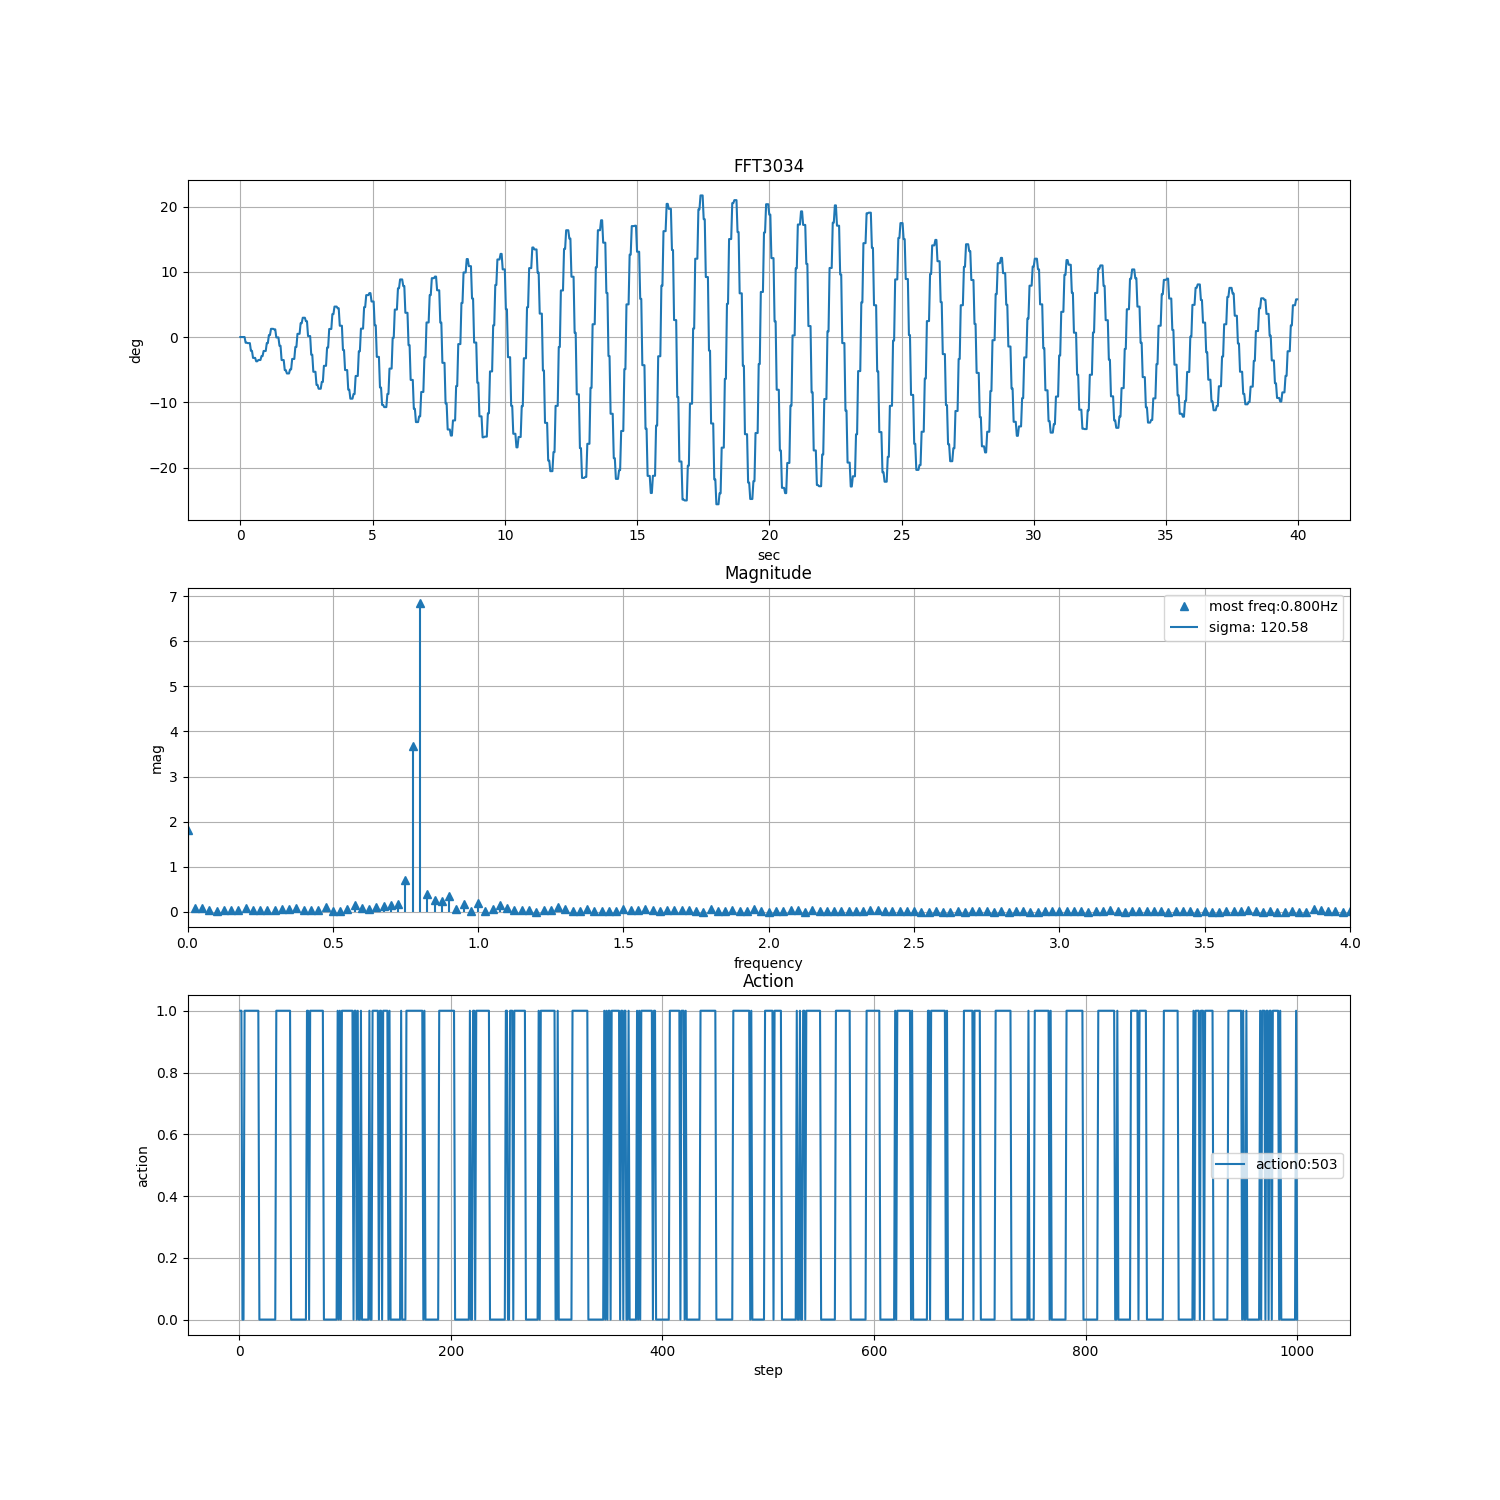 FFT3034
20
10
0
−10
−20
deg
0 5 10 15 20 25 30 35 40
sec
Magnitude
7
6
5
4
3
2
1
0
mag
most freq:0.800Hz
sigma: 120.58
0.0 0.5 1.0 1.5 2.0 2.5 3.0 3.5 4.0
frequency
Action
1.0
0.8
0.6
0.4
0.2
0.0
action
action0:503
0 200 400 600 800 1000
step